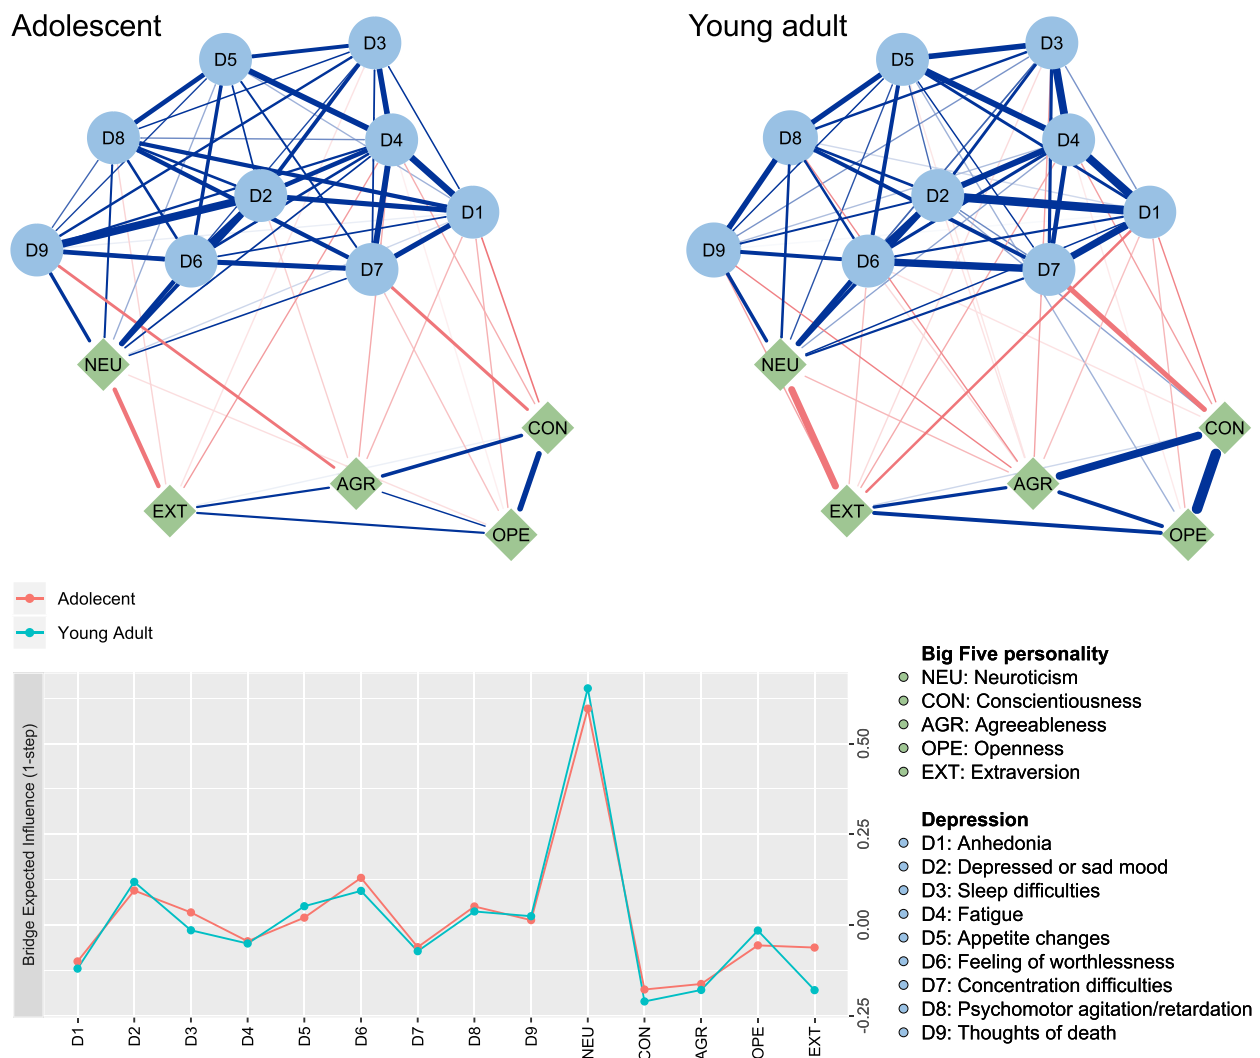 Adolescent
D3
D5
D8
D4
D2
D1
D9
D6
D7
NEU
CON
AGR
EXT
OPE
Young adult
D3
D5
D8
D4
D2
D1
D9
D6
D7
NEU
CON
AGR
EXT
OPE
Adolecent
Young Adult
Bridge Expected Influence (1-step)
0.50
0.25
0.00
-0.25
D1
D2
D3
D4
D5
D6
D7
D8
D9
NEU
CON
AGR
OPE
EXT
Big Five personality
NEU: Neuroticism
CON: Conscientiousness
AGR: Agreeableness
OPE: Openness
EXT: Extraversion
Depression
D1: Anhedonia
D2: Depressed or sad mood
D3: Sleep difficulties
D4: Fatigue
D5: Appetite changes
D6: Feeling of worthlessness
D7: Concentration difficulties
D8: Psychomotor agitation/retardation
D9: Thoughts of death